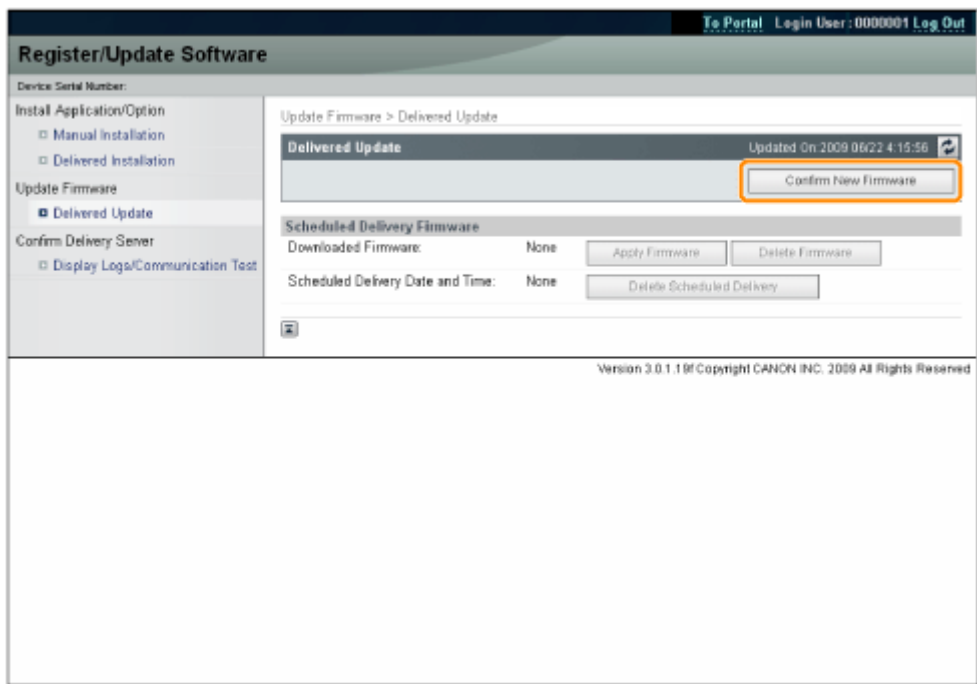 To Portal Login User : 0000001 Log Out
Register/Update Software
Device Serial Number:
Install Application/Option
Manual Installation
Delivered Installation
Update Firmware
Delivered Update
Confirm Delivery Server
Display Logs/Communication Test
Update Firmware > Delivered Update
Delivered Update Updated On:2009 06/22 4:15:56
Confirm New Firmware
Scheduled Delivery Firmware
Downloaded Firmware: None Apply Firmware Delete Firmware
Scheduled Delivery Date and Time: None Delete Scheduled Delivery
Version 3.0.1.19f Copyright CANON INC. 2009 All Rights Reserved